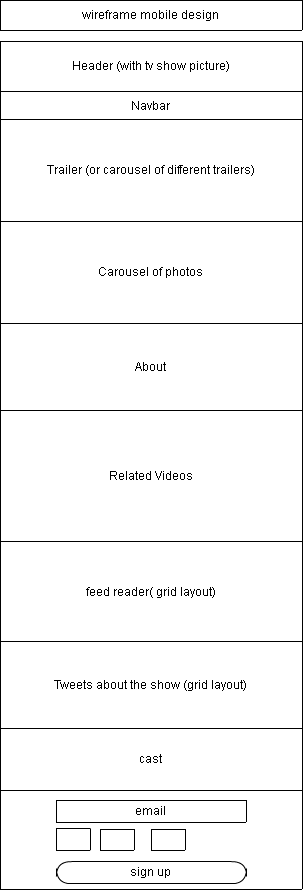 wireframe mobile design
Header (with tv show picture)
Navbar
Trailer (or carousel of different trailers)
Carousel of photos
About
Related Videos
feed reader( grid layout)
Tweets about the show (grid layout)
cast
email
sign up